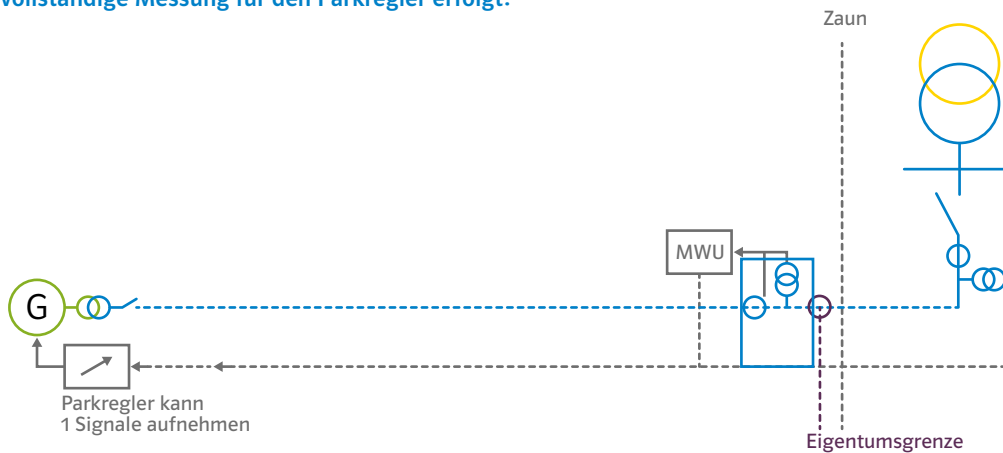 vollständige Messung für den Parkregler erfolgt.
Zaun
MWU
G
Parkregler kann
1 Signale aufnehmen
Eigentumsgrenze